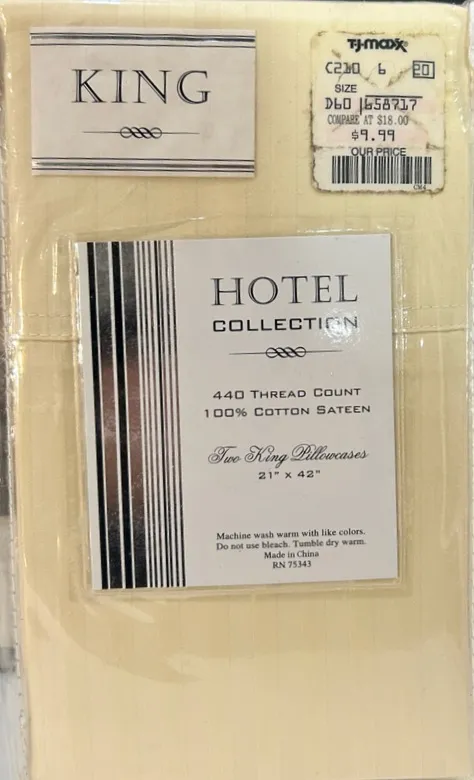 KING
T·J·maxx
C210 6 20
SIZE
D60 658717
COMPARE AT $18.00
$9.99
OUR PRICE
HOTEL
COLLECTION
440 THREAD COUNT
100% COTTON SATEEN
Two King Pillowcases
21" x 42"
Machine wash warm with like colors.
Do not use bleach. Tumble dry warm.
Made in China
RN 75343